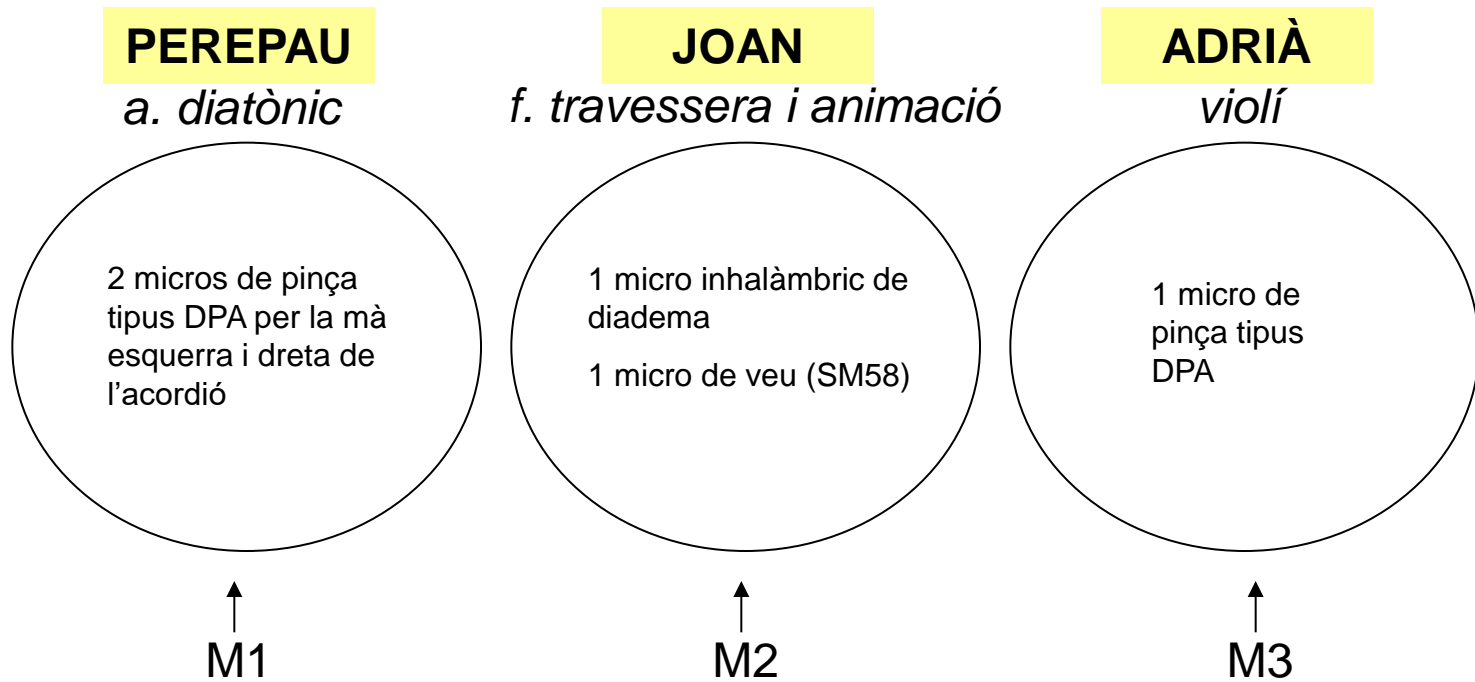 PEREPAU
a. diatònic
2 micros de pinça
tipus DPA per la mà
esquerra i dreta de
l’acordió
M1
JOAN
f. travessera i animació
1 micro inhalàmbric de
diadema
1 micro de veu (SM58)
M2
ADRIÀ
violí
1 micro de
pinça tipus
DPA
M3